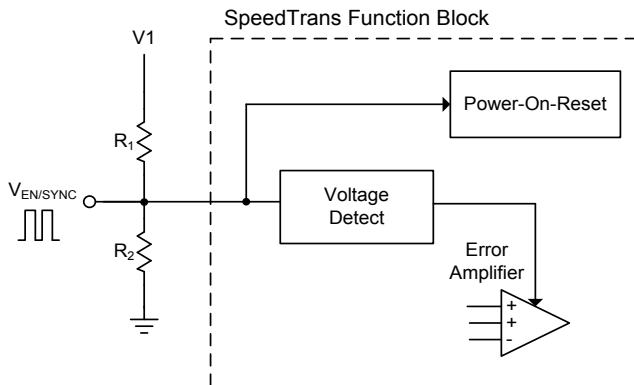 SpeedTrans Function Block
V1
Power-On-Reset
R1
VEN/SYNC
Voltage
Detect
R2
Error
Amplifier
+
+
-